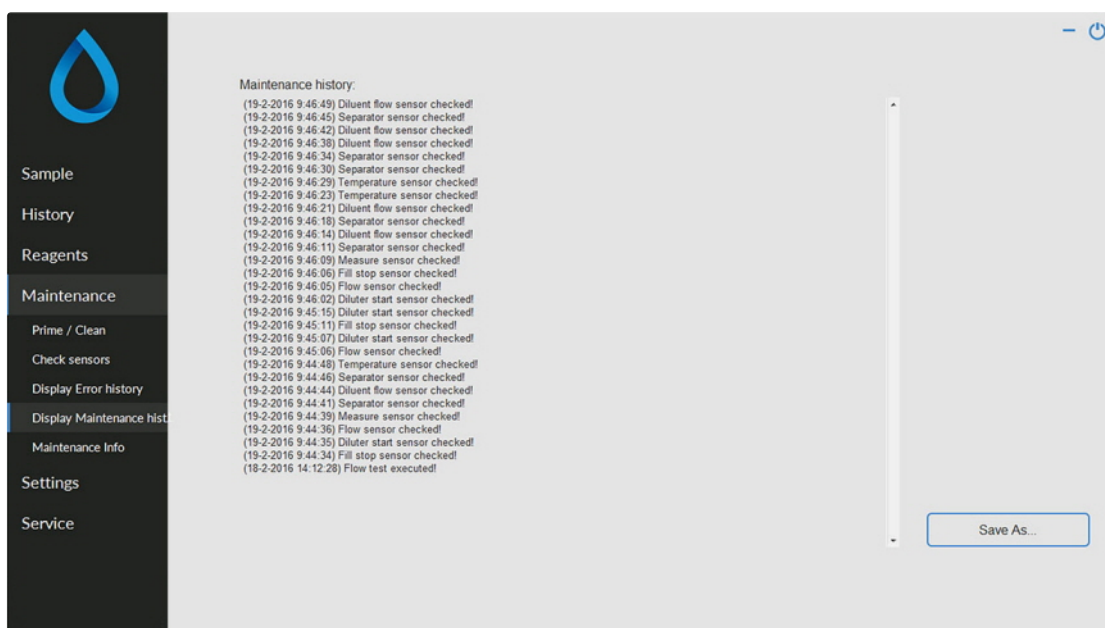 Sample
History
Reagents
Maintenance
Prime / Clean
Check sensors
Display Error history
Display Maintenance hist
Maintenance Info
Settings
Service
Maintenance history:
(19-2-2016 9:46:49) Diluent flow sensor checked!
(19-2-2016 9:46:45) Separator sensor checked!
(19-2-2016 9:46:42) Diluent flow sensor checked!
(19-2-2016 9:46:38) Diluent flow sensor checked!
(19-2-2016 9:46:34) Separator sensor checked!
(19-2-2016 9:46:30) Separator sensor checked!
(19-2-2016 9:46:29) Temperature sensor checked!
(19-2-2016 9:46:23) Temperature sensor checked!
(19-2-2016 9:46:21) Diluent flow sensor checked!
(19-2-2016 9:46:18) Separator sensor checked!
(19-2-2016 9:46:14) Diluent flow sensor checked!
(19-2-2016 9:46:11) Separator sensor checked!
(19-2-2016 9:46:09) Measure sensor checked!
(19-2-2016 9:46:06) Fill stop sensor checked!
(19-2-2016 9:46:05) Flow sensor checked!
(19-2-2016 9:46:02) Diluter start sensor checked!
(19-2-2016 9:45:15) Diluter start sensor checked!
(19-2-2016 9:45:11) Fill stop sensor checked!
(19-2-2016 9:45:07) Diluter start sensor checked!
(19-2-2016 9:45:06) Flow sensor checked!
(19-2-2016 9:44:48) Temperature sensor checked!
(19-2-2016 9:44:46) Separator sensor checked!
(19-2-2016 9:44:44) Diluent flow sensor checked!
(19-2-2016 9:44:41) Separator sensor checked!
(19-2-2016 9:44:39) Measure sensor checked!
(19-2-2016 9:44:36) Flow sensor checked!
(19-2-2016 9:44:35) Diluter start sensor checked!
(19-2-2016 9:44:34) Fill stop sensor checked!
(18-2-2016 14:12:28) Flow test executed!
Save As...